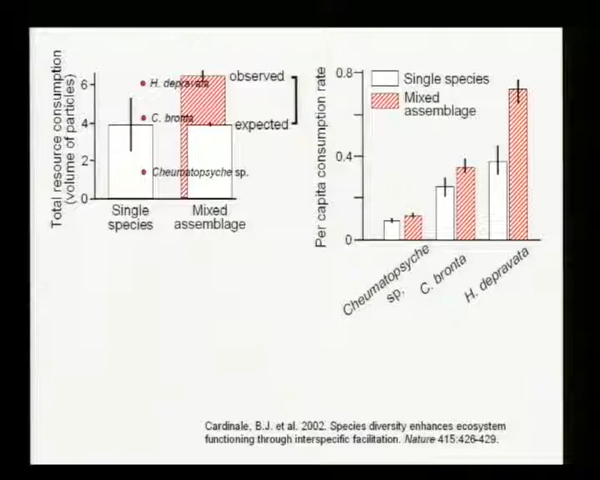 Total resource consumption
(volume of particles)
6
4
2
0
H. depravata
C. bronta
Cheumatopsyche sp.
observed
expected
Single
species
Mixed
assemblage
Per capita consumption rate
0.8
0.4
0
Single species
Mixed
assemblage
Cheumatopsyche
sp.
C. bronta
H. depravata
Cardinale, B.J. et al. 2002. Species diversity enhances ecosystem
functioning through interspecific facilitation. Nature 415:426-429.